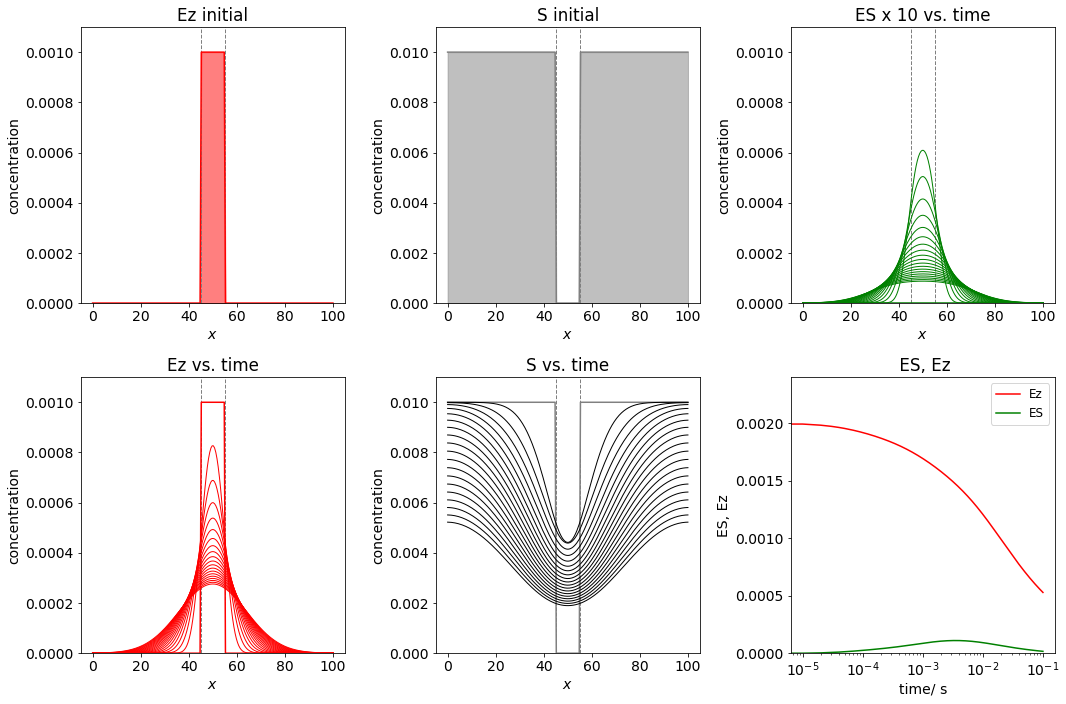 Ez initial
0.0010
0.0008
0.0006
0.0004
0.0002
0.0000
concentration
0 20 40 60 80 100
x
S initial
0.010
0.008
0.006
0.004
0.002
0.000
concentration
0 20 40 60 80 100
x
ES x 10 vs. time
0.0010
0.0008
0.0006
0.0004
0.0002
0.0000
concentration
0 20 40 60 80 100
x
Ez vs. time
0.0010
0.0008
0.0006
0.0004
0.0002
0.0000
concentration
0 20 40 60 80 100
x
S vs. time
0.010
0.008
0.006
0.004
0.002
0.000
concentration
0 20 40 60 80 100
x
ES, Ez
Ez
ES
0.0020
0.0015
0.0010
0.0005
0.0000
ES, Ez
10⁻⁵ 10⁻⁴ 10⁻³ 10⁻² 10⁻¹
time/ s